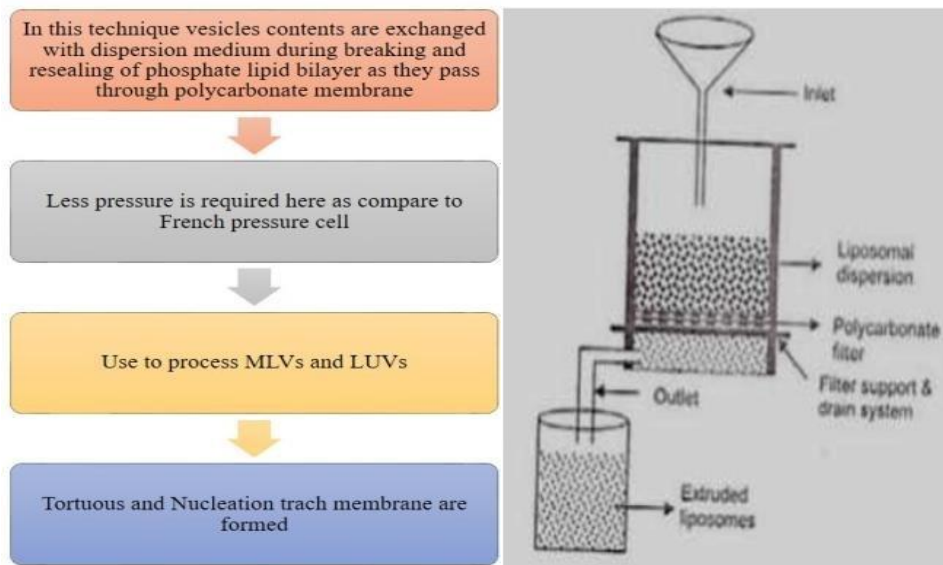 In this technique vesicles contents are exchanged
with dispersion medium during breaking and
resealing of phosphate lipid bilayer as they pass
through polycarbonate membrane
Less pressure is required here as compare to
French pressure cell
Use to process MLVs and LUVs
Tortuous and Nucleation trach membrane are
formed
Inlet
Liposomal
dispersion
Polycarbonate
filter
Filter support &
drain system
Outlet
Extruded
liposomes